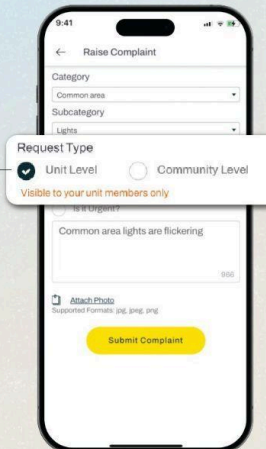 9:41
← Raise Complaint
Category
Common area
Subcategory
Lights
Request Type
Unit Level Community Level
Visible to your unit members only
Is it Urgent?
Common area lights are flickering
966
Attach Photo
Supported Formats: jpg, jpeg, png
Submit Complaint